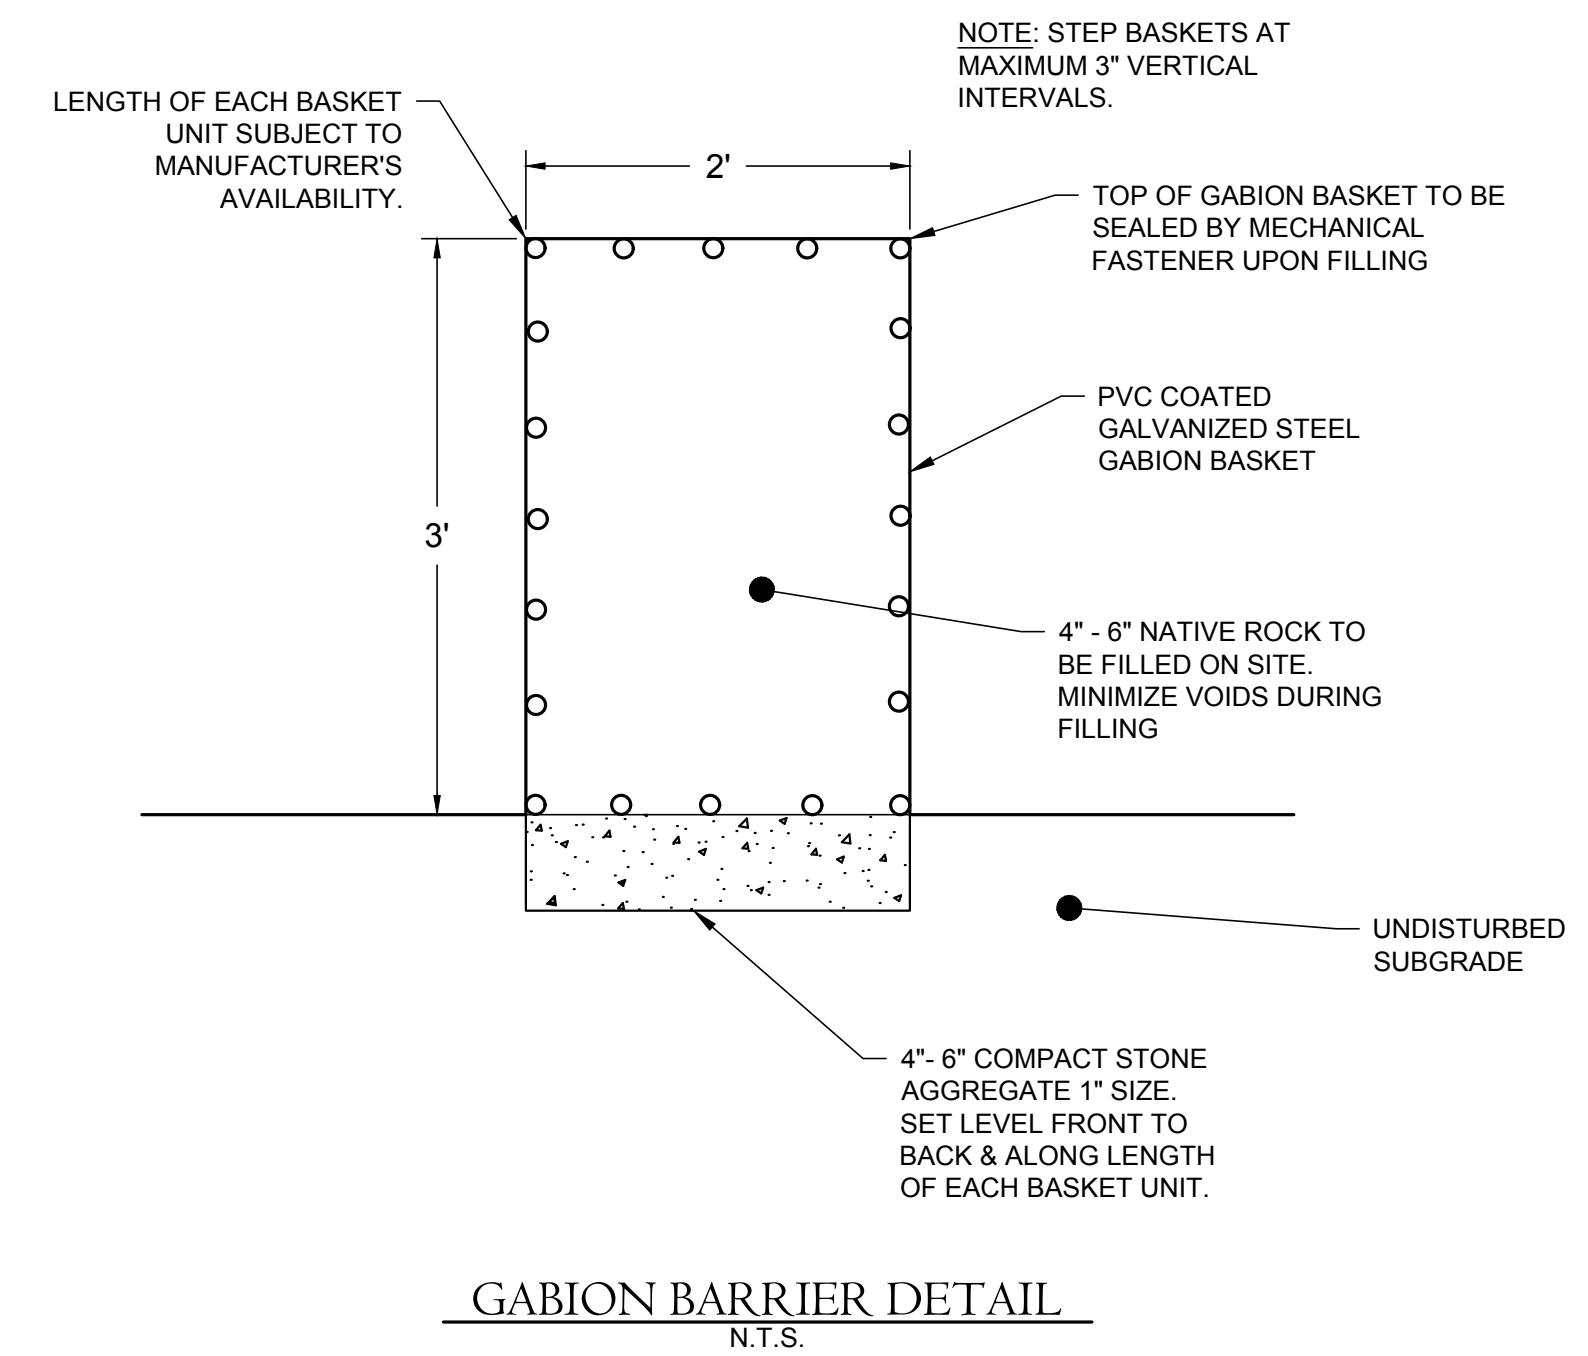 NOTE: STEP BASKETS AT
MAXIMUM 3" VERTICAL
INTERVALS.
LENGTH OF EACH BASKET
UNIT SUBJECT TO
MANUFACTURER'S
AVAILABILITY.
2'
TOP OF GABION BASKET TO BE
SEALED BY MECHANICAL
FASTENER UPON FILLING
PVC COATED
GALVANIZED STEEL
GABION BASKET
3'
4" - 6" NATIVE ROCK TO
BE FILLED ON SITE.
MINIMIZE VOIDS DURING
FILLING
UNDISTURBED
SUBGRADE
4"- 6" COMPACT STONE
AGGREGATE 1" SIZE.
SET LEVEL FRONT TO
BACK & ALONG LENGTH
OF EACH BASKET UNIT.
GABION BARRIER DETAIL
N.T.S.